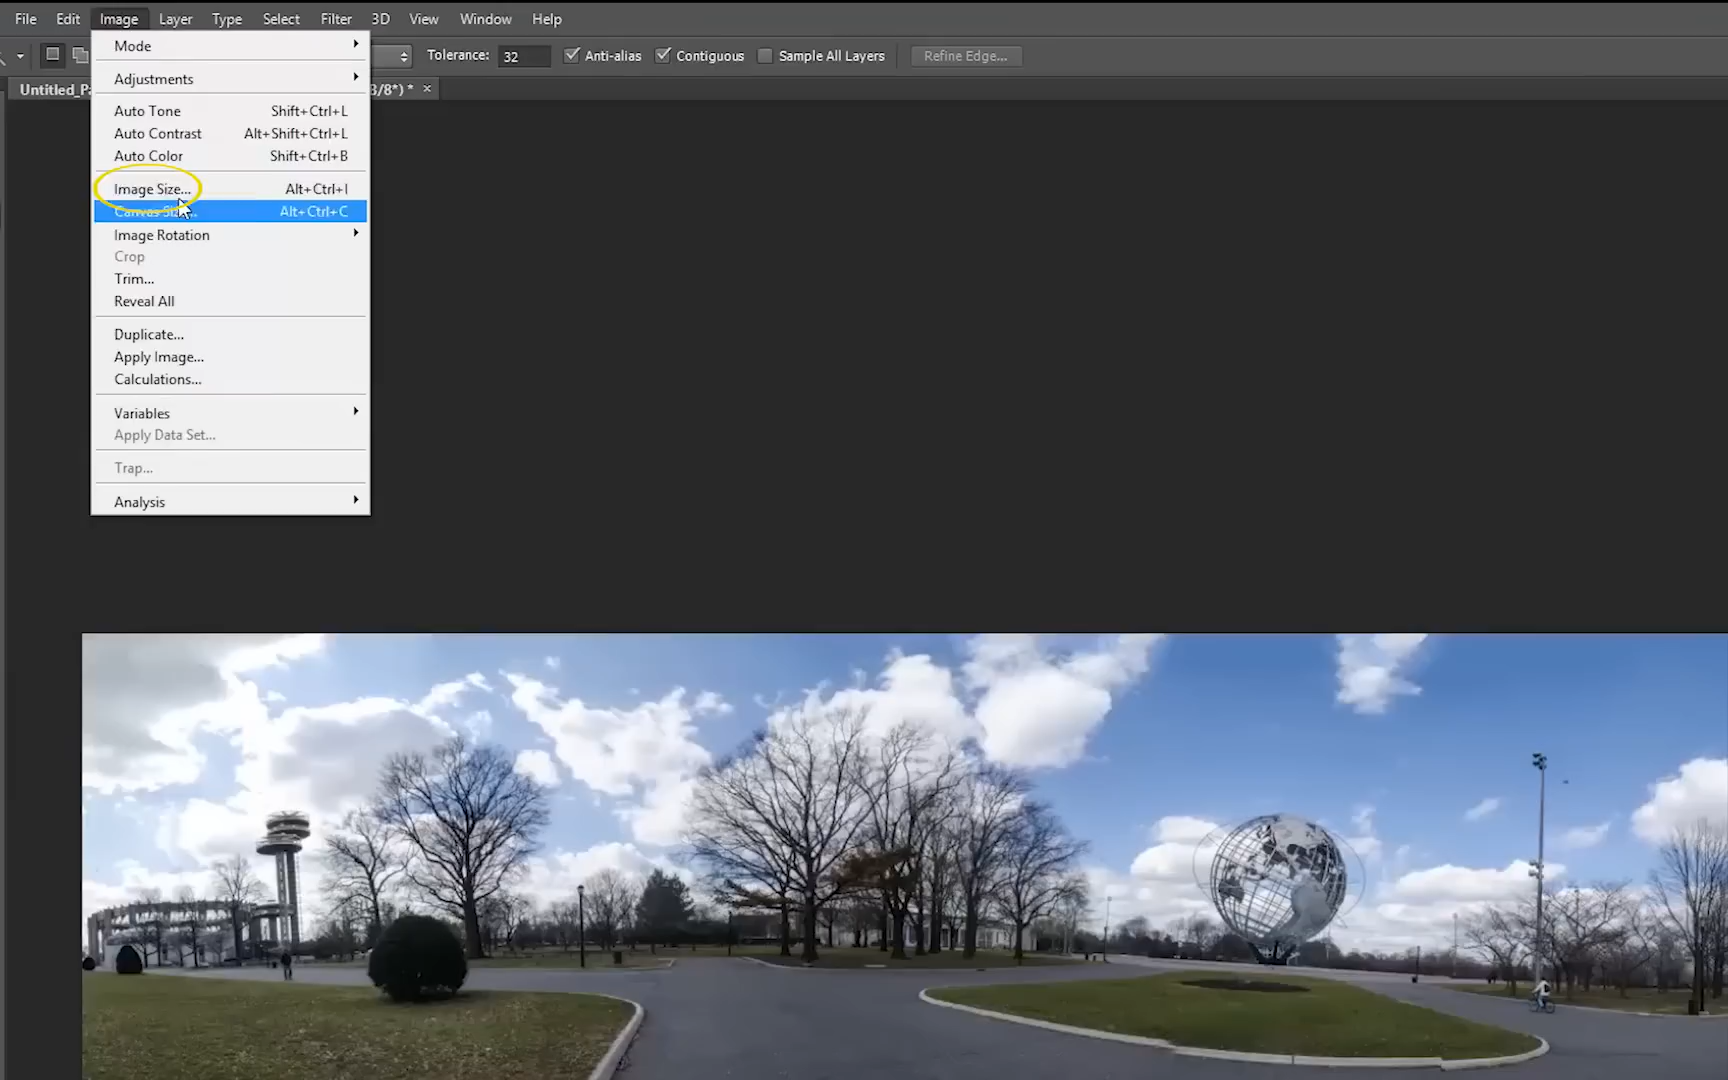 File Edit Image Layer Type Select Filter 3D View Window Help
Tolerance: 32 Anti-alias Contiguous Sample All Layers Refine Edge...
Untitled_P 3/8*) * ×
Mode
Adjustments
Auto Tone Shift+Ctrl+L
Auto Contrast Alt+Shift+Ctrl+L
Auto Color Shift+Ctrl+B
Image Size... Alt+Ctrl+I
Canvas Size... Alt+Ctrl+C
Image Rotation
Crop
Trim...
Reveal All
Duplicate...
Apply Image...
Calculations...
Variables
Apply Data Set...
Trap...
Analysis